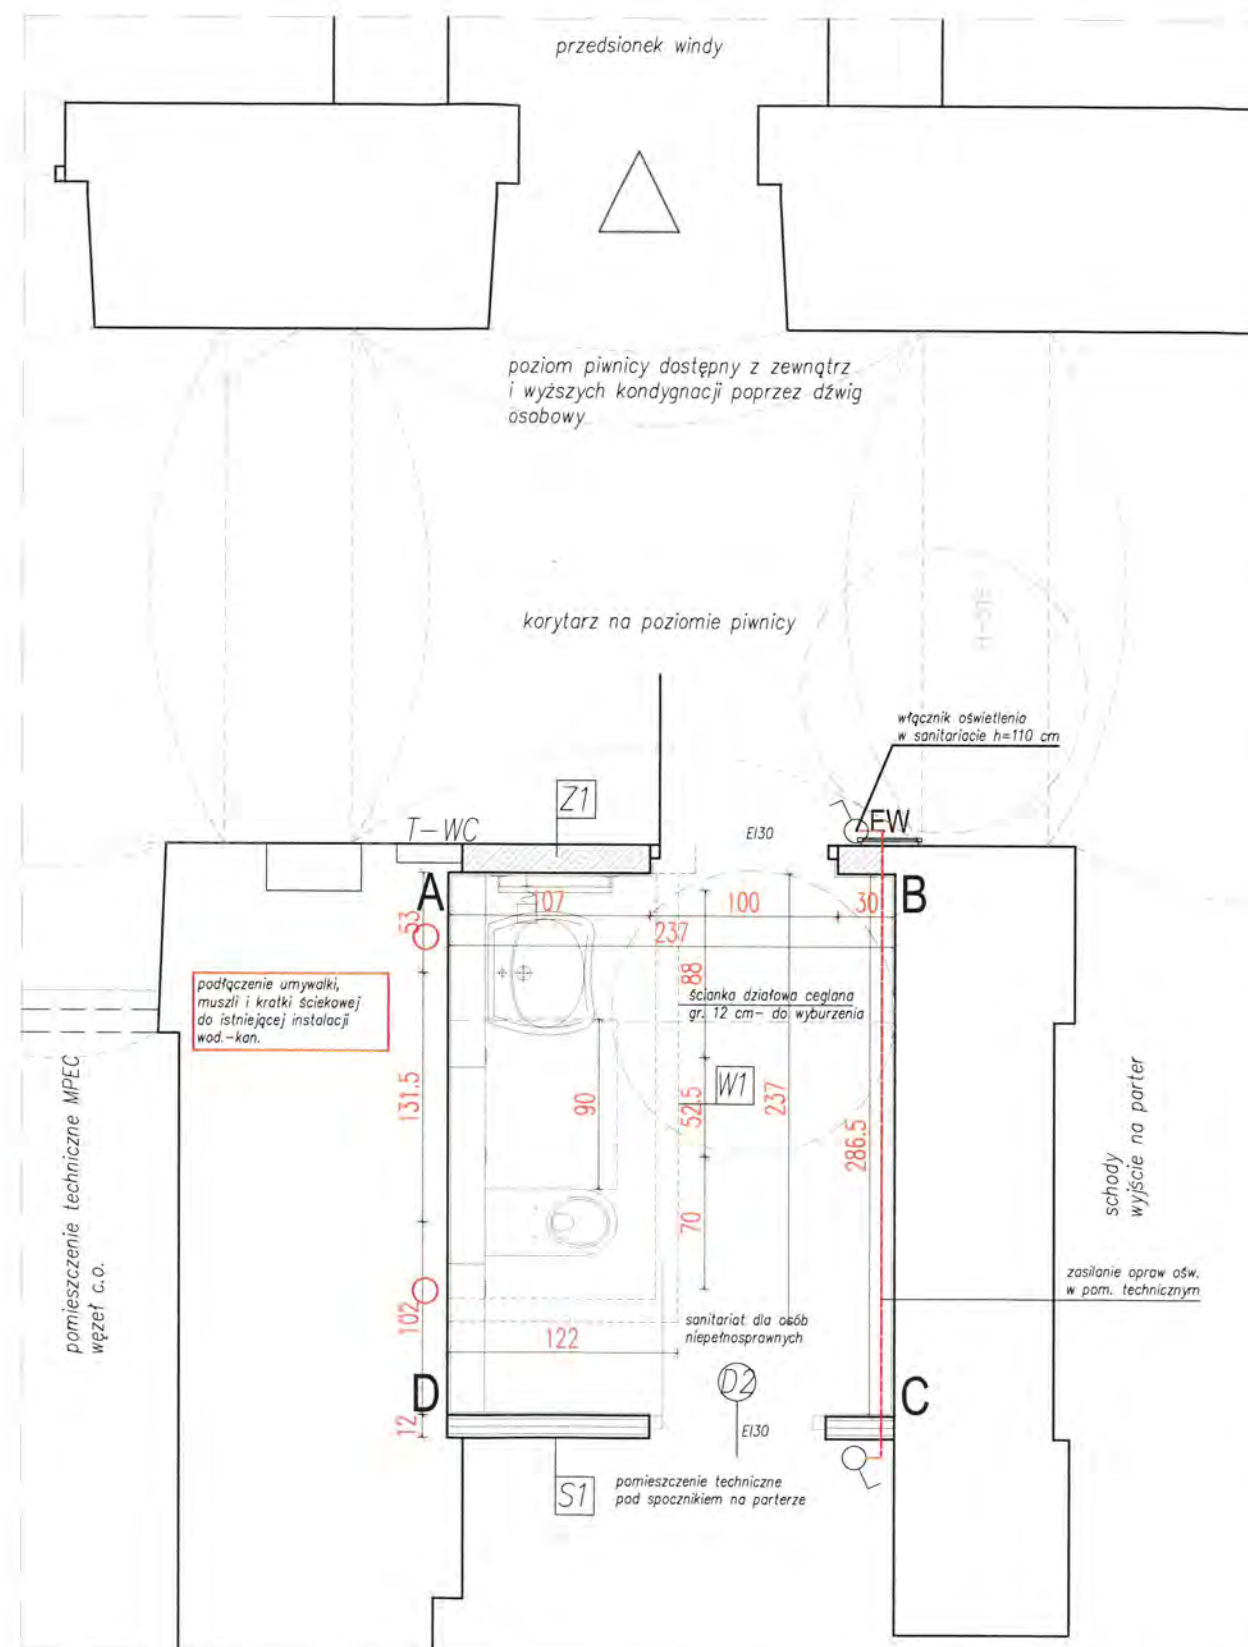 przedsionek windy
poziom piwnicy dostępny z zewnątrz
i wyższych kondygnacji poprzez dźwig
osobowy
korytarz na poziomie piwnicy
włącznik oświetlenia
w sanitariacie h=110 cm
Z1
T-WC
EI30
EW
A
B
53
107
100
30
237
88
podłączenie umywalki,
muszli i kratki ściekowej
do istniejącej instalacji
wod.-kan.
ścianka działowa ceglana
gr. 12 cm- do wyburzenia
W1
131.5
90
52.5
237
286.5
70
pomieszczenie techniczne MPEC
węzeł c.o.
schody
wyjście na parter
zasilanie opraw ośw.
w pom. technicznym
102
122
sanitariat dla osób
niepełnosprawnych
D2
D
C
12
EI30
S1
pomieszczenie techniczne
pod spocznikiem na parterze